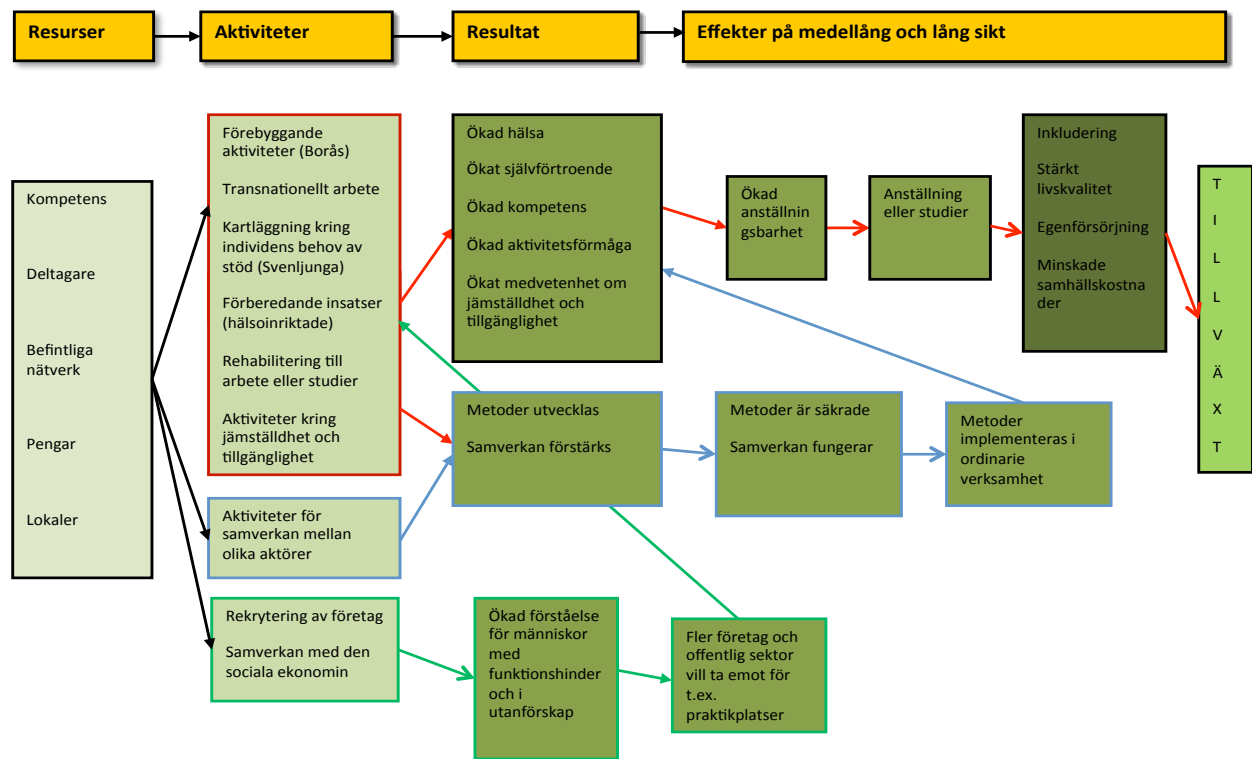 Resurser
Aktiviteter
Resultat
Effekter på medellång och lång sikt
Kompetens
Deltagare
Befintliga
nätverk
Pengar
Lokaler
Förebyggande
aktiviteter (Borås)
Transnationellt arbete
Kartläggning kring
individens behov av
stöd (Svenljunga)
Förberedande insatser
(hälsoinriktade)
Rehabilitering till
arbete eller studier
Aktiviteter kring
jämställdhet och
tillgänglighet
Aktiviteter för
samverkan mellan
olika aktörer
Rekrytering av företag
Samverkan med den
sociala ekonomin
Ökad hälsa
Ökat självförtroende
Ökad kompetens
Ökad aktivitetsförmåga
Ökat medvetenhet om
jämställdhet och
tillgänglighet
Metoder utvecklas
Samverkan förstärks
Ökad förståelse
för människor
med
funktionshinder
och i
utanförskap
Ökad
anställnin
gsbarhet
Anställning
eller studier
Metoder är säkrade
Samverkan fungerar
Metoder
implementeras i
ordinarie
verksamhet
Fler företag och
offentlig sektor
vill ta emot för
t.ex.
praktikplatser
Inkludering
Stärkt
livskvalitet
Egenförsörjning
Minskade
samhällskostna
der
T
I
L
L
V
Ä
X
T